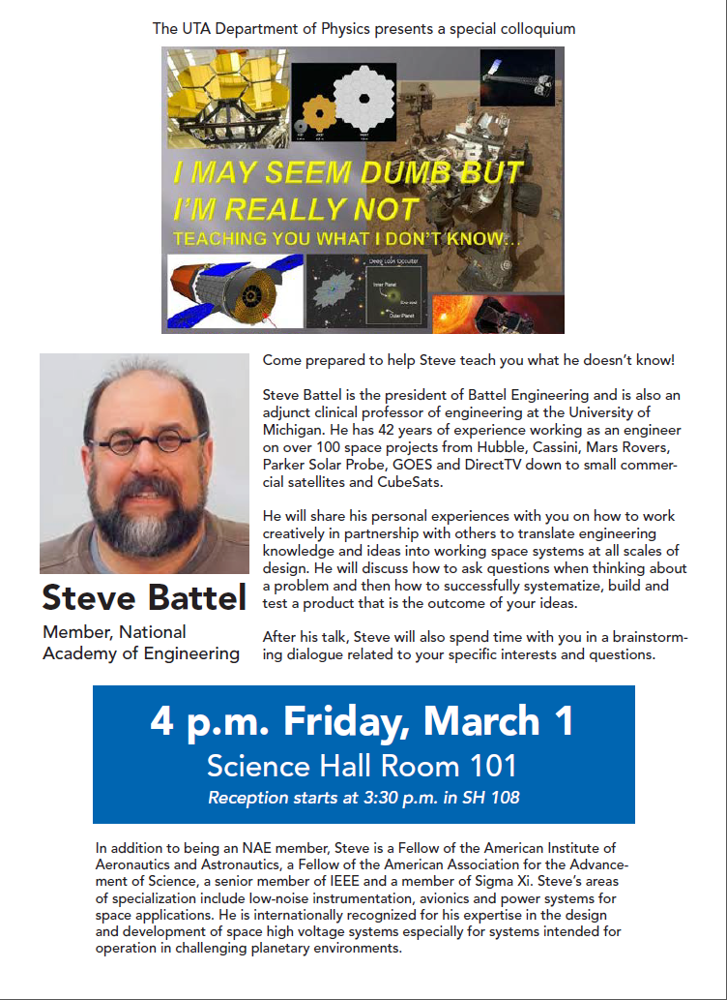 The UTA Department of Physics presents a special colloquium
I MAY SEEM DUMB BUT
I'M REALLY NOT
TEACHING YOU WHAT I DON'T KNOW...
Deep Look Occulter
Inner Planet
Outer Planet
Come prepared to help Steve teach you what he doesn't know!
Steve Battel is the president of Battel Engineering and is also an
adjunct clinical professor of engineering at the University of
Michigan. He has 42 years of experience working as an engineer
on over 100 space projects from Hubble, Cassini, Mars Rovers,
Parker Solar Probe, GOES and DirectTV down to small commer-
cial satellites and CubeSats.
He will share his personal experiences with you on how to work
creatively in partnership with others to translate engineering
knowledge and ideas into working space systems at all scales of
design. He will discuss how to ask questions when thinking about
a problem and then how to successfully systematize, build and
test a product that is the outcome of your ideas.
After his talk, Steve will also spend time with you in a brainstorm-
ing dialogue related to your specific interests and questions.
Steve Battel
Member, National
Academy of Engineering
4 p.m. Friday, March 1
Science Hall Room 101
Reception starts at 3:30 p.m. in SH 108
In addition to being an NAE member, Steve is a Fellow of the American Institute of
Aeronautics and Astronautics, a Fellow of the American Association for the Advance-
ment of Science, a senior member of IEEE and a member of Sigma Xi. Steve's areas
of specialization include low-noise instrumentation, avionics and power systems for
space applications. He is internationally recognized for his expertise in the design
and development of space high voltage systems especially for systems intended for
operation in challenging planetary environments.